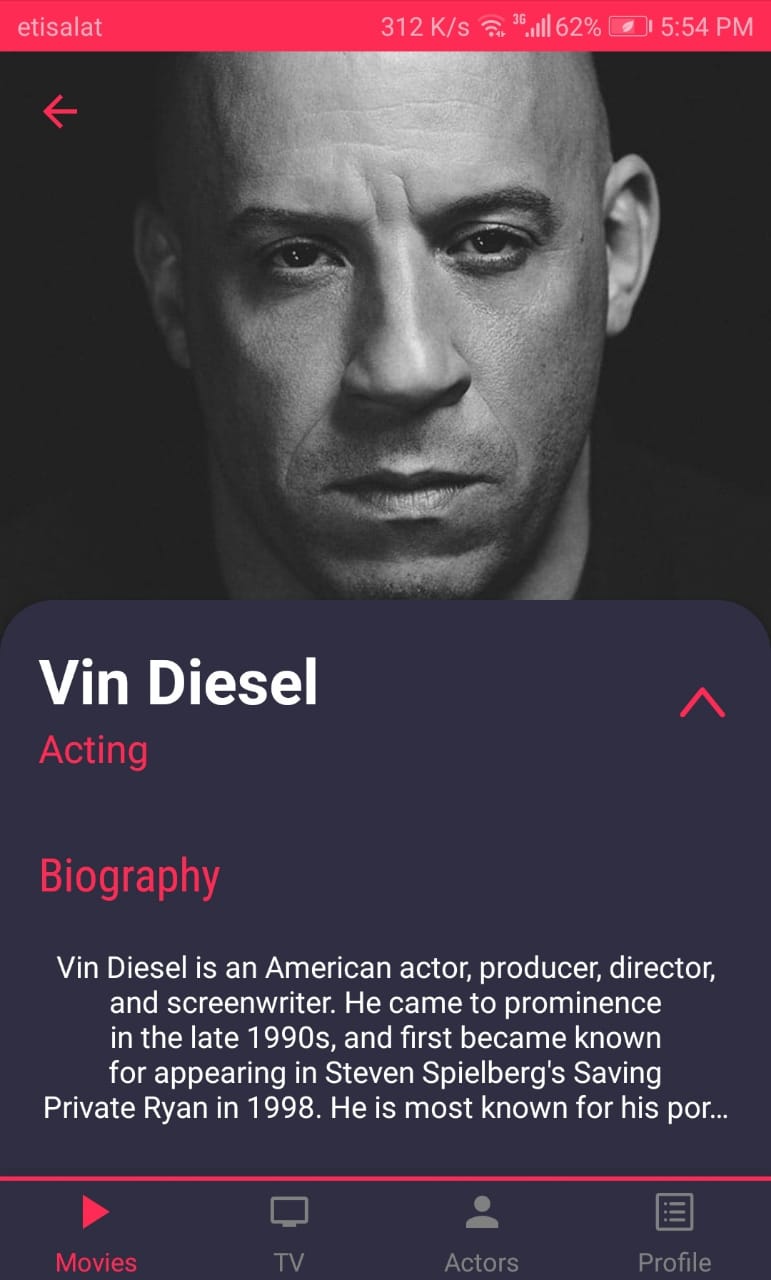 etisalat 312 K/s 3G 62% 5:54 PM
Vin Diesel
Acting
Biography
Vin Diesel is an American actor, producer, director,
and screenwriter. He came to prominence
in the late 1990s, and first became known
for appearing in Steven Spielberg's Saving
Private Ryan in 1998. He is most known for his por...
Movies TV Actors Profile